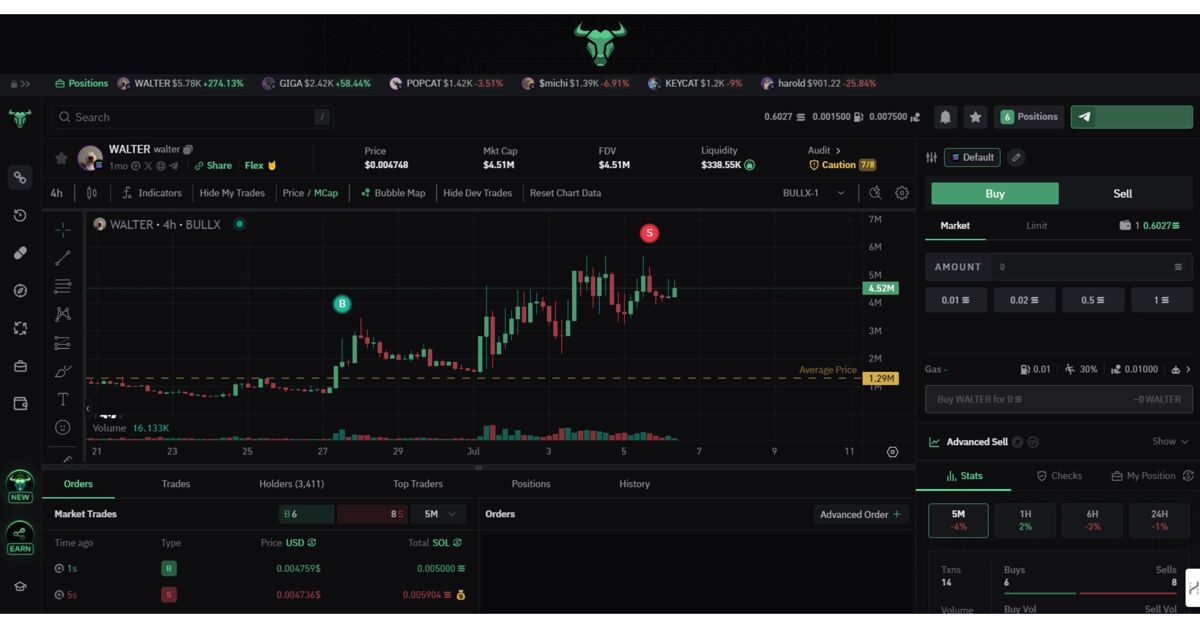 Positions WALTER $5.78K +274.13% GIGA $2.42K +58.44% POPCAT $1.42K -3.51% $michi $1.39K -6.91% KEYCAT $1.2K -9% harold $901.22 -25.84%
Search / 0.6027 0.001500 0.007500 6 Positions
WALTER walter
1mo Share Flex
Price
$0.004748
Mkt Cap
$4.51M
FDV
$4.51M
Liquidity
$338.55K
Audit
Caution 7/8
Default
4h Indicators Hide My Trades Price / MCap Bubble Map Hide Dev Trades Reset Chart Data BULLX-1
WALTER • 4h • BULLX
S
B
7M
6M
5M
4.52M
4M
3M
2M
Average Price 1.29M
1M
Volume 16.133K
21 23 25 27 29 Jul 3 5 7 9 11
NEW
EARN
Orders Trades Holders (3,411) Top Traders Positions History
Market Trades B 6 8 S 5M
Time ago Type Price USD Total SOL
1s B 0.004759$ 0.005000
5s S 0.004736$ 0.005904
Orders Advanced Order +
Buy Sell
Market Limit 1 0.6027
AMOUNT 0
0.01 0.02 0.5 1
Gas - 0.01 30% 0.01000
Buy WALTER for 0 ~0 WALTER
Advanced Sell Show
Stats Checks My Position
5M 1H 6H 24H
-4% 2% -3% -1%
Txns Buys Sells
14 6 8
Volume Buy Vol Sell Vol